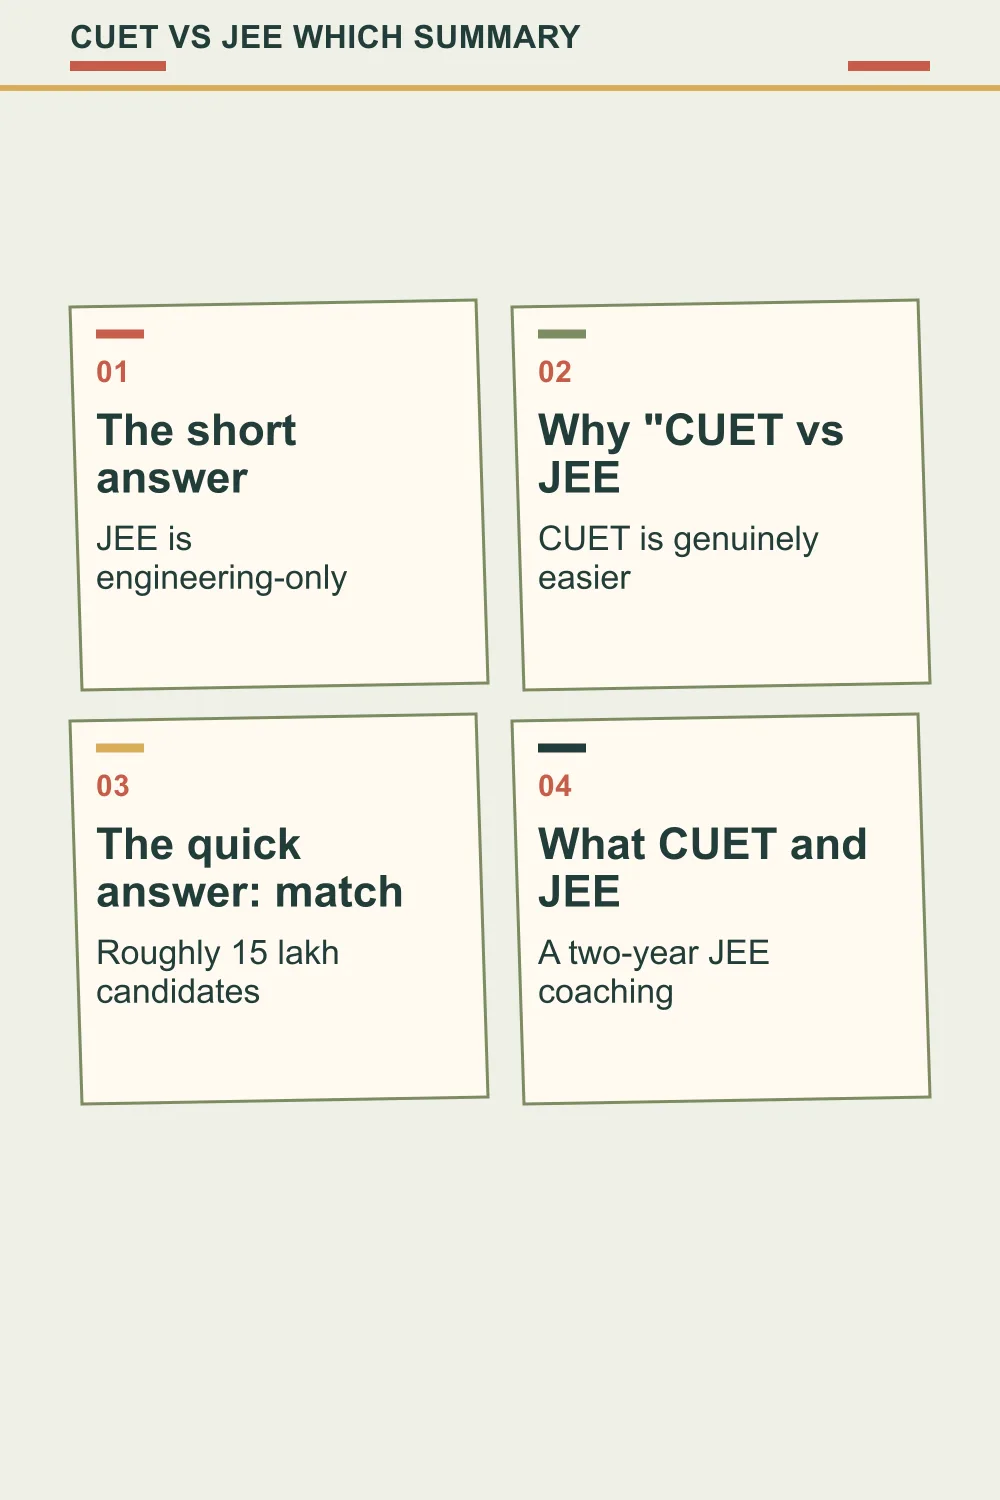 CUET VS JEE WHICH SUMMARY
01
The short
answer
JEE is
engineering-only
02
Why "CUET vs
JEE
CUET is genuinely
easier
03
The quick
answer: match
Roughly 15 lakh
candidates
04
What CUET and
JEE
A two-year JEE
coaching